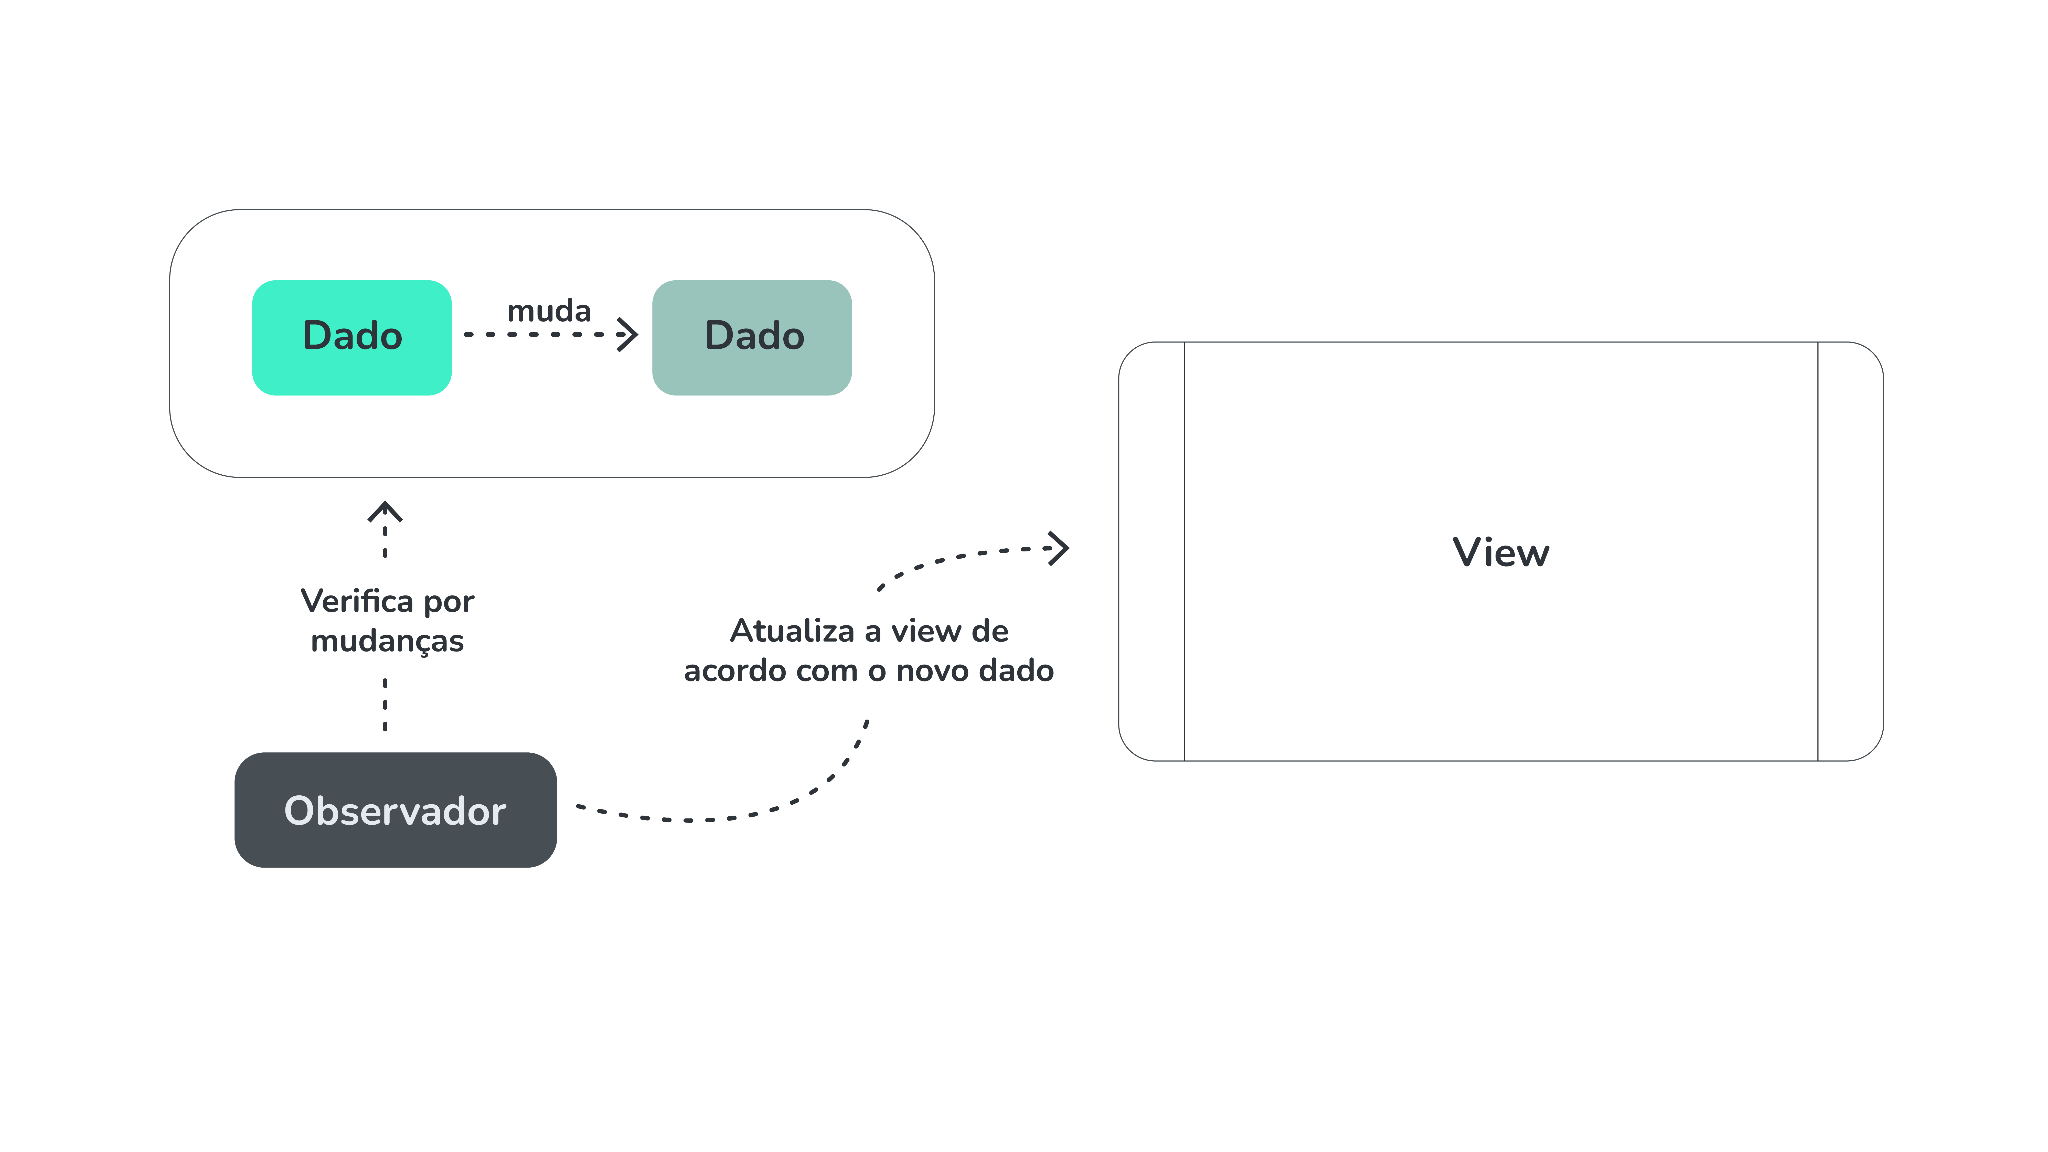 Dado
muda
Dado
Verifica por
mudanças
Observador
Atualiza a view de
acordo com o novo dado
View